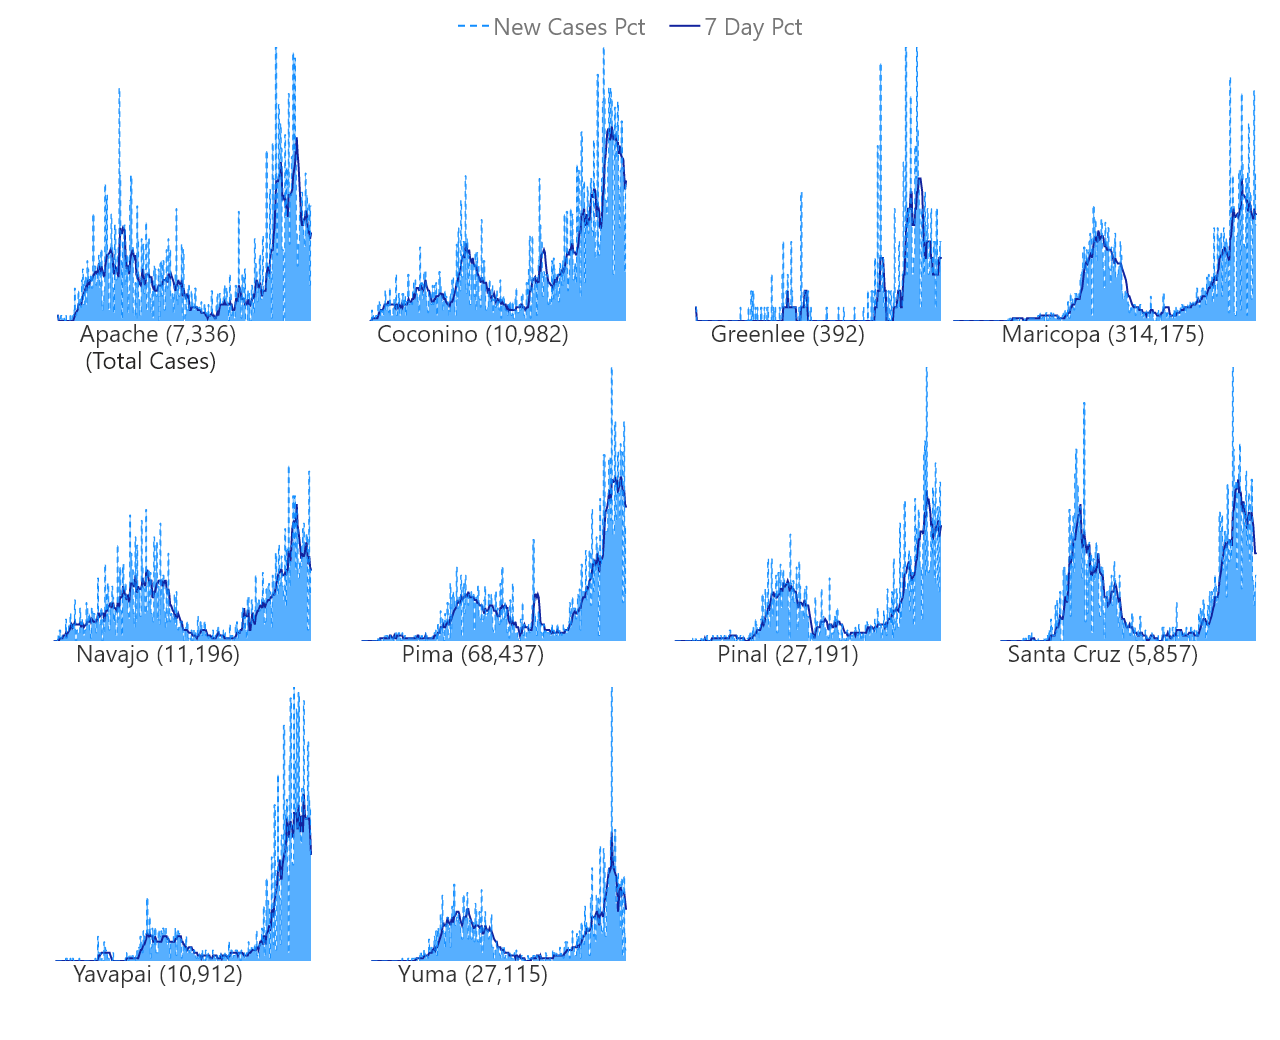 New Cases Pct 7 Day Pct
Apache (7,336) Coconino (10,982) Greenlee (392) Maricopa (314,175)
(Total Cases)
Navajo (11,196) Pima (68,437) Pinal (27,191) Santa Cruz (5,857)
Yavapai (10,912) Yuma (27,115)